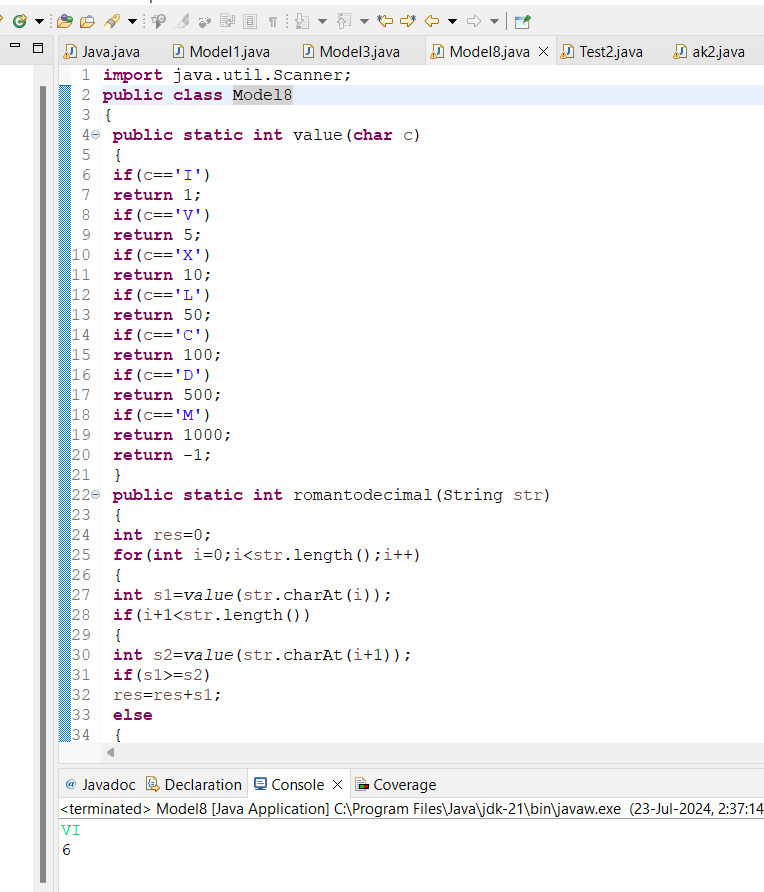 Java.java Model1.java Model3.java Model8.java Test2.java ak2.java
1 import java.util.Scanner;
2 public class Model8
3 {
4 public static int value(char c)
5 {
6 if(c=='I')
7 return 1;
8 if(c=='V')
9 return 5;
10 if(c=='X')
11 return 10;
12 if(c=='L')
13 return 50;
14 if(c=='C')
15 return 100;
16 if(c=='D')
17 return 500;
18 if(c=='M')
19 return 1000;
20 return -1;
21 }
22 public static int romantodecimal(String str)
23 {
24 int res=0;
25 for(int i=0;i<str.length();i++)
26 {
27 int s1=value(str.charAt(i));
28 if(i+1<str.length())
29 {
30 int s2=value(str.charAt(i+1));
31 if(s1>=s2)
32 res=res+s1;
33 else
34 {
@ Javadoc Declaration Console Coverage
<terminated> Model8 [Java Application] C:\Program Files\Java\jdk-21\bin\javaw.exe (23-Jul-2024, 2:37:14
VI
6